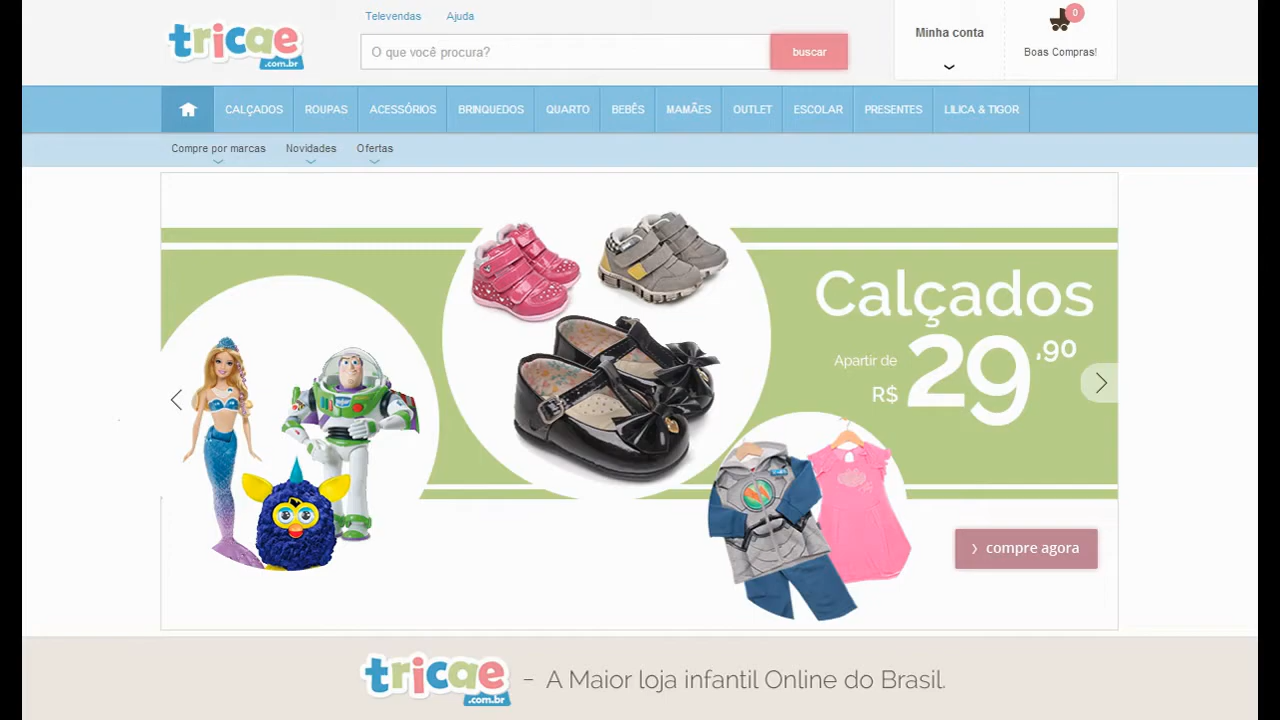 Televendas Ajuda
tricae
.com.br
O que você procura?
buscar
Minha conta
0
Boas Compras!
CALÇADOS ROUPAS ACESSÓRIOS BRINQUEDOS QUARTO BEBÊS MAMÃES OUTLET ESCOLAR PRESENTES LILICA & TIGOR
Compre por marcas Novidades Ofertas
Calçados
Apartir de
R$ 29,90
compre agora
tricae – A Maior loja infantil Online do Brasil.
.com.br